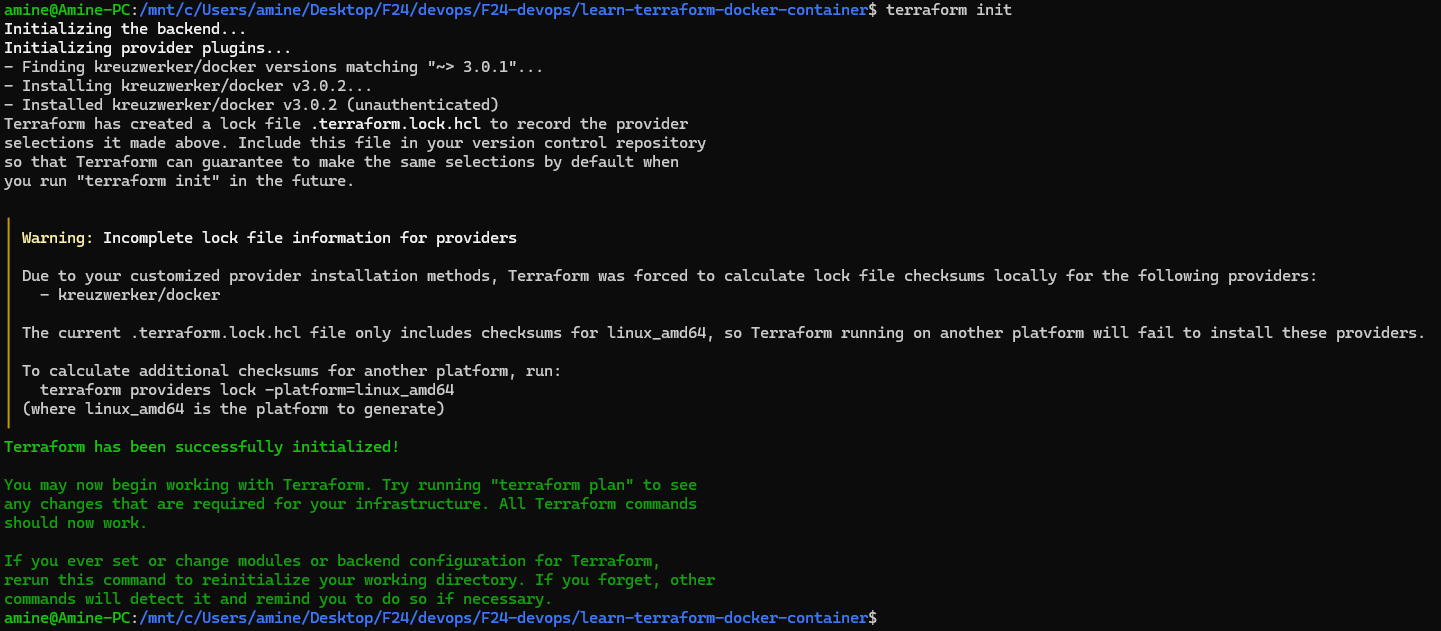 amine@Amine-PC:/mnt/c/Users/amine/Desktop/F24/devops/F24-devops/learn-terraform-docker-container$ terraform init
Initializing the backend...
Initializing provider plugins...
- Finding kreuzwerker/docker versions matching "~> 3.0.1"...
- Installing kreuzwerker/docker v3.0.2...
- Installed kreuzwerker/docker v3.0.2 (unauthenticated)
Terraform has created a lock file .terraform.lock.hcl to record the provider
selections it made above. Include this file in your version control repository
so that Terraform can guarantee to make the same selections by default when
you run "terraform init" in the future.
Warning: Incomplete lock file information for providers
Due to your customized provider installation methods, Terraform was forced to calculate lock file checksums locally for the following providers:
- kreuzwerker/docker
The current .terraform.lock.hcl file only includes checksums for linux_amd64, so Terraform running on another platform will fail to install these providers.
To calculate additional checksums for another platform, run:
terraform providers lock -platform=linux_amd64
(where linux_amd64 is the platform to generate)
Terraform has been successfully initialized!
You may now begin working with Terraform. Try running "terraform plan" to see
any changes that are required for your infrastructure. All Terraform commands
should now work.
If you ever set or change modules or backend configuration for Terraform,
rerun this command to reinitialize your working directory. If you forget, other
commands will detect it and remind you to do so if necessary.
amine@Amine-PC:/mnt/c/Users/amine/Desktop/F24/devops/F24-devops/learn-terraform-docker-container$